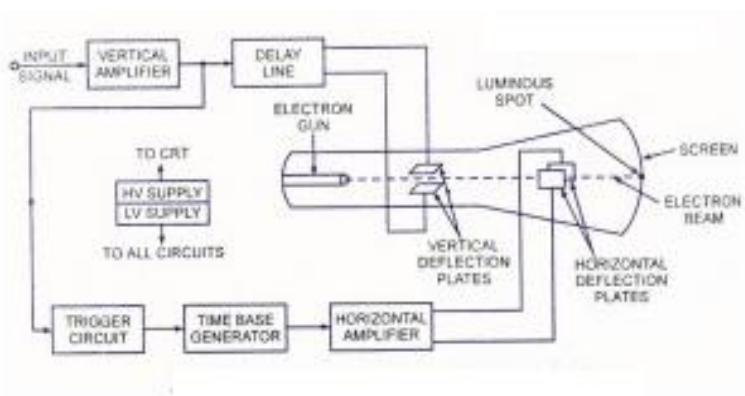 INPUT
SIGNAL
VERTICAL
AMPLIFIER
DELAY
LINE
ELECTRON
GUN
LUMINOUS
SPOT
SCREEN
TO CRT
HV SUPPLY
LV SUPPLY
TO ALL CIRCUITS
ELECTRON
BEAM
VERTICAL
DEFLECTION
PLATES
HORIZONTAL
DEFLECTION
PLATES
TRIGGER
CIRCUIT
TIME BASE
GENERATOR
HORIZONTAL
AMPLIFIER